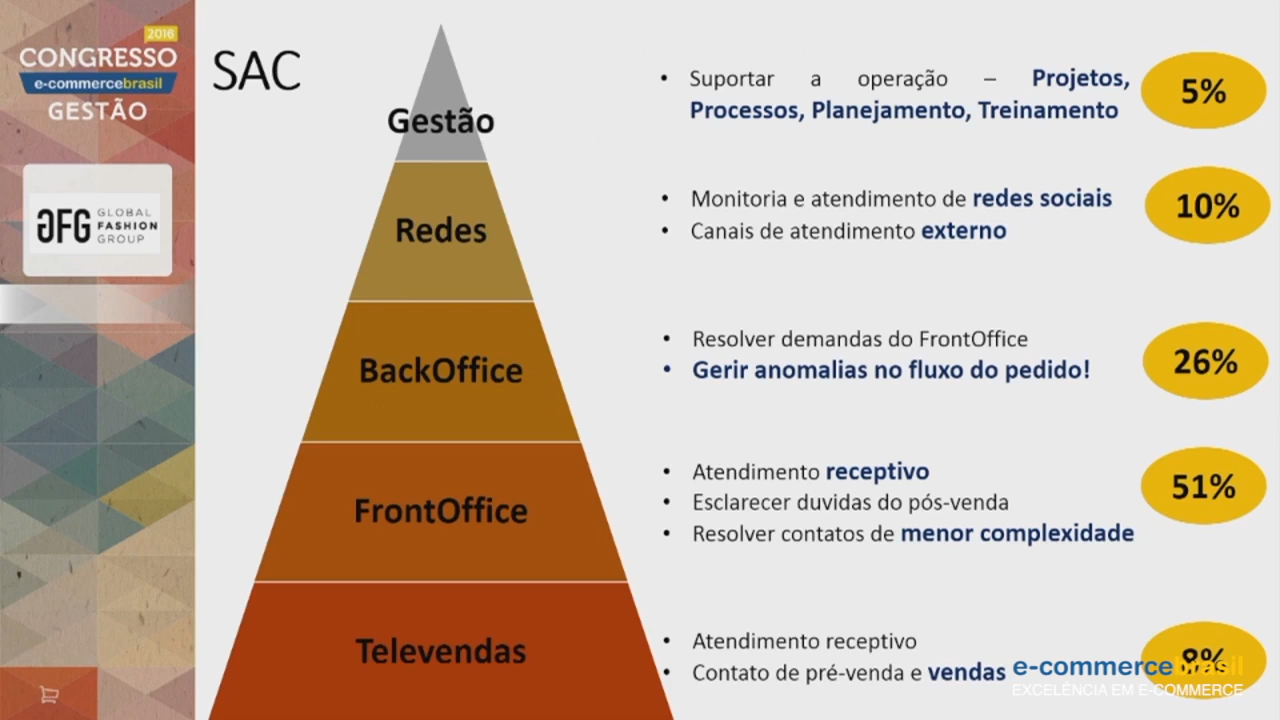 2016
CONGRESSO
e-commercebrasil
GESTÃO
GFG GLOBAL
FASHION
GROUP
SAC
Gestão
• Suportar a operação – Projetos,
Processos, Planejamento, Treinamento
5%
Redes
• Monitoria e atendimento de redes sociais
• Canais de atendimento externo
10%
BackOffice
• Resolver demandas do FrontOffice
• Gerir anomalias no fluxo do pedido!
26%
FrontOffice
• Atendimento receptivo
• Esclarecer duvidas do pós-venda
• Resolver contatos de menor complexidade
51%
Televendas
• Atendimento receptivo
• Contato de pré-venda e vendas
8%
e-commercebrasil
EXCELÊNCIA EM E-COMMERCE